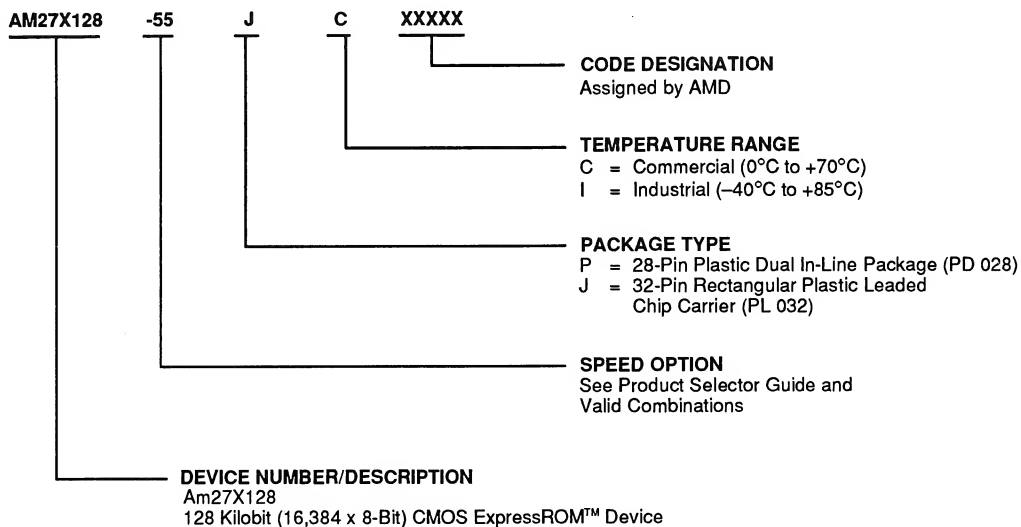 AM27X128 -55 J C XXXXX
CODE DESIGNATION
Assigned by AMD
TEMPERATURE RANGE
C = Commercial (0°C to +70°C)
I = Industrial (–40°C to +85°C)
PACKAGE TYPE
P = 28-Pin Plastic Dual In-Line Package (PD 028)
J = 32-Pin Rectangular Plastic Leaded
Chip Carrier (PL 032)
SPEED OPTION
See Product Selector Guide and
Valid Combinations
DEVICE NUMBER/DESCRIPTION
Am27X128
128 Kilobit (16,384 x 8-Bit) CMOS ExpressROM™ Device